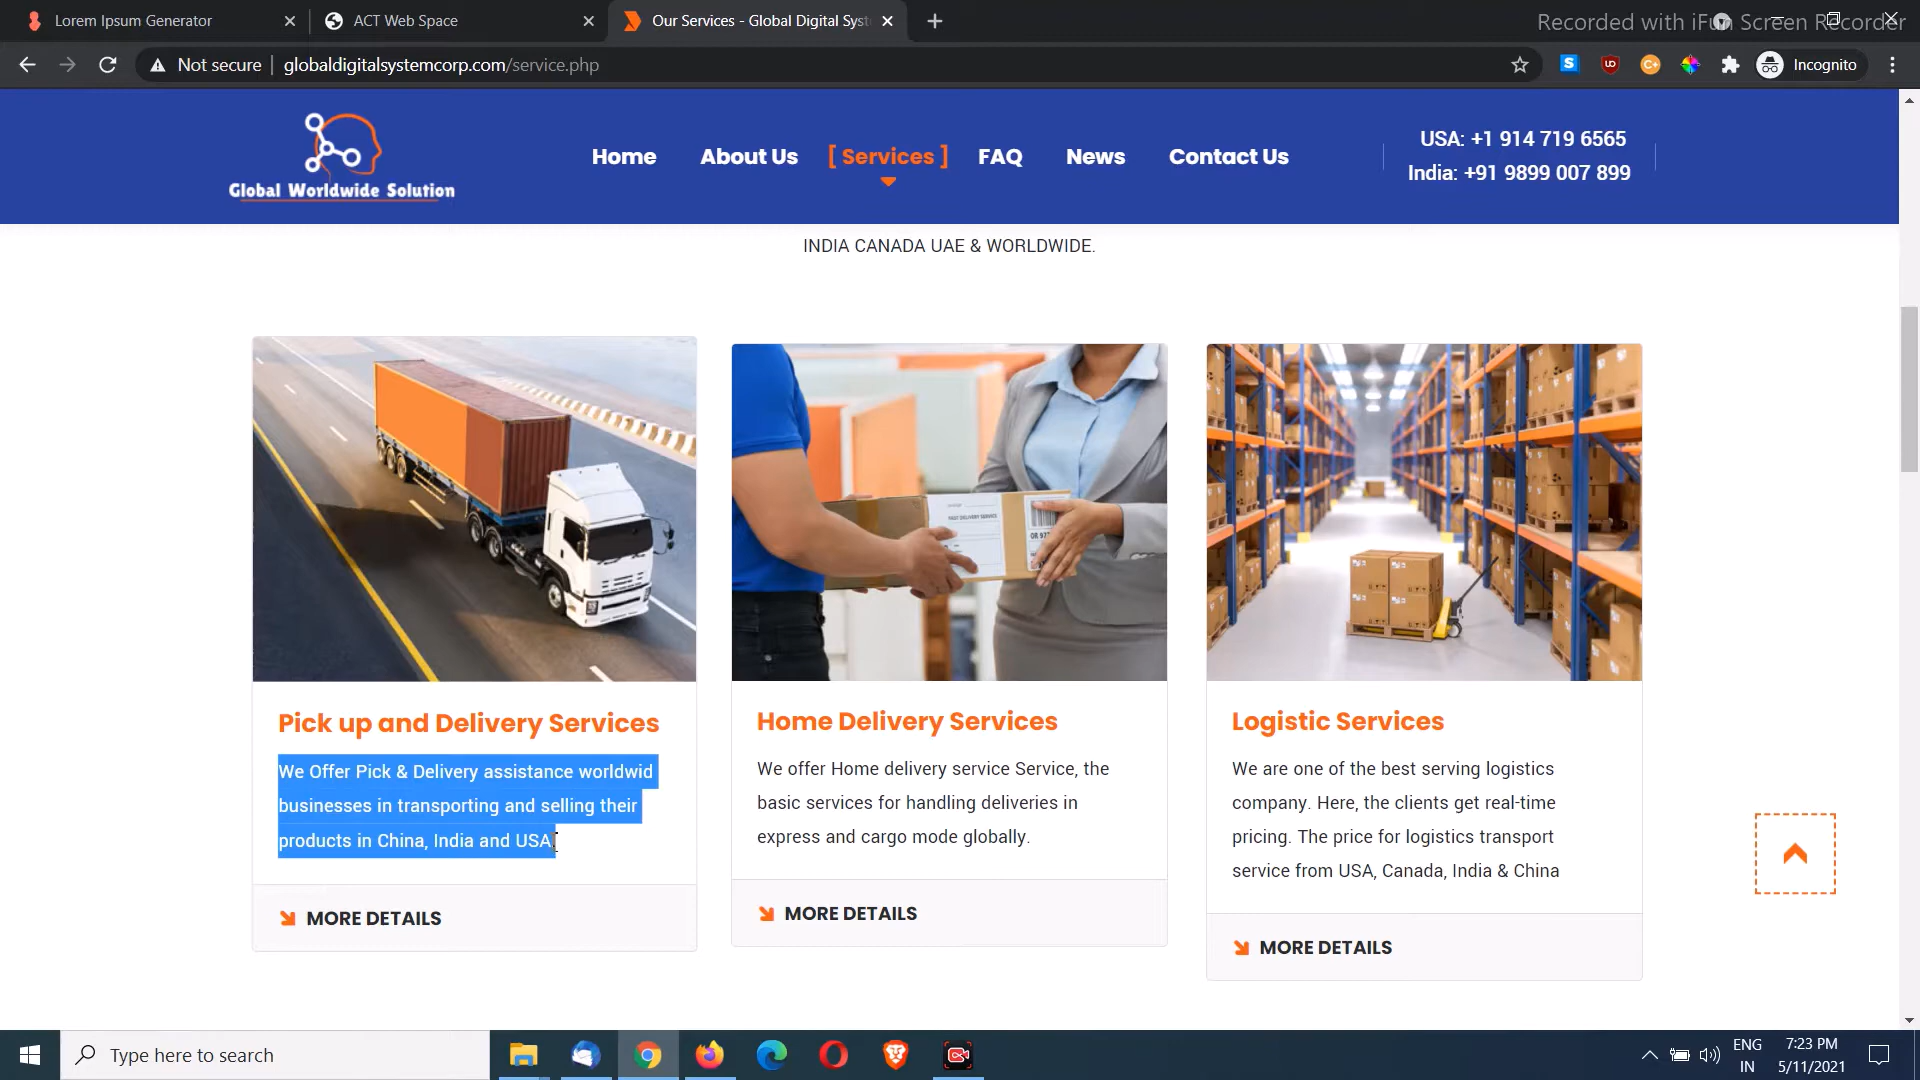 Lorem Ipsum Generator
ACT Web Space
Our Services - Global Digital Syst
Recorded with iFun Screen Recorder
Not secure
globaldigitalsystemcorp.com/service.php
Incognito
Global Worldwide Solution
Home
About Us
[ Services ]
FAQ
News
Contact Us
USA: +1 914 719 6565
India: +91 9899 007 899
INDIA CANADA UAE & WORLDWIDE.
Pick up and Delivery Services
We Offer Pick & Delivery assistance worldwid
businesses in transporting and selling their
products in China, India and USA.
MORE DETAILS
Home Delivery Services
We offer Home delivery service Service, the
basic services for handling deliveries in
express and cargo mode globally.
MORE DETAILS
Logistic Services
We are one of the best serving logistics
company. Here, the clients get real-time
pricing. The price for logistics transport
service from USA, Canada, India & China
MORE DETAILS
Type here to search
ENG
IN
7:23 PM
5/11/2021